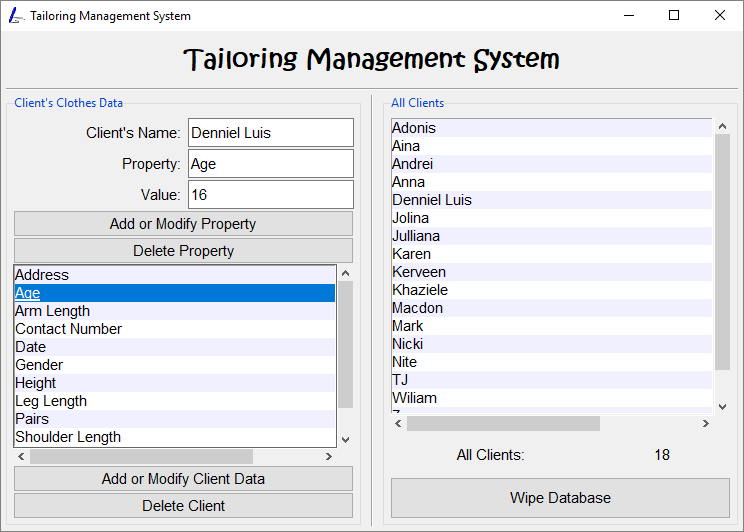 Tailoring Management System
Tailoring Management System
Client's Clothes Data
Client's Name: Denniel Luis
Property: Age
Value: 16
Add or Modify Property
Delete Property
Address
Age
Arm Length
Contact Number
Date
Gender
Height
Leg Length
Pairs
Shoulder Length
Add or Modify Client Data
Delete Client
All Clients
Adonis
Aina
Andrei
Anna
Denniel Luis
Jolina
Julliana
Karen
Kerveen
Khaziele
Macdon
Mark
Nicki
Nite
TJ
Wiliam
All Clients: 18
Wipe Database